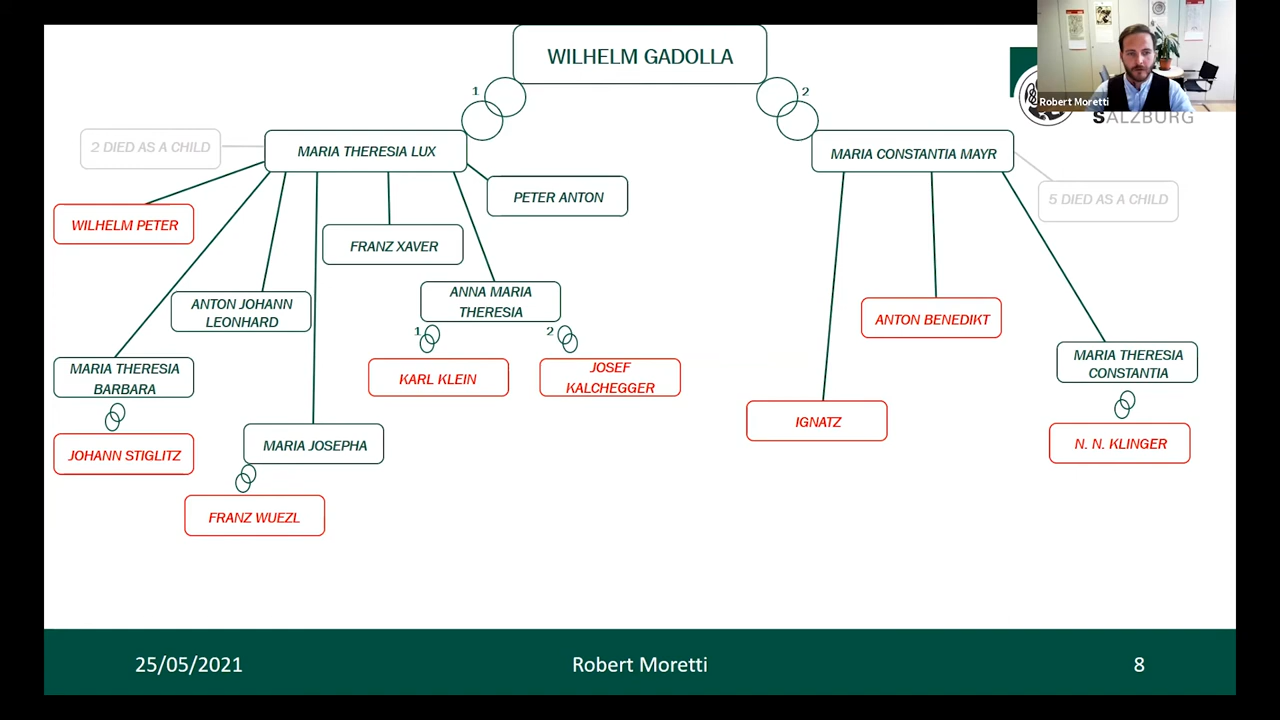 WILHELM GADOLLA
1
2
Robert Moretti
SALZBURG
2 DIED AS A CHILD
MARIA THERESIA LUX
MARIA CONSTANTIA MAYR
PETER ANTON
5 DIED AS A CHILD
WILHELM PETER
FRANZ XAVER
ANTON JOHANN
LEONHARD
ANNA MARIA
THERESIA
ANTON BENEDIKT
1
2
MARIA THERESIA
BARBARA
KARL KLEIN
JOSEF
KALCHEGGER
MARIA THERESIA
CONSTANTIA
IGNATZ
JOHANN STIGLITZ
MARIA JOSEPHA
N. N. KLINGER
FRANZ WUEZL
25/05/2021
Robert Moretti
8